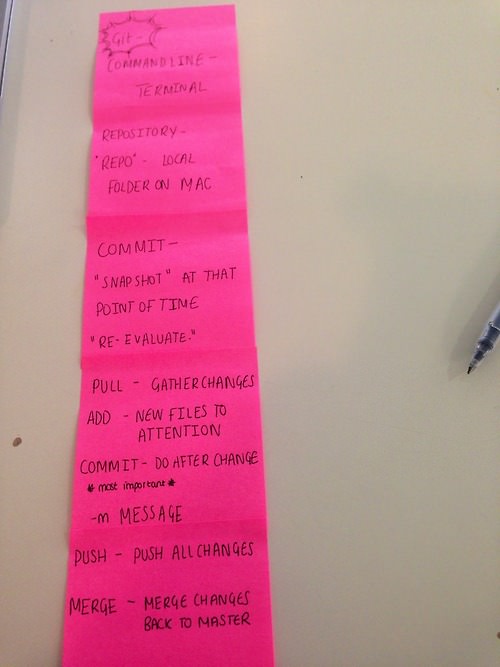 GIT -
COMMANDLINE -
TERMINAL
REPOSITORY -
"REPO" - LOCAL
FOLDER ON MAC
COMMIT -
"SNAPSHOT" AT THAT
POINT OF TIME
"RE-EVALUATE."
PULL - GATHER CHANGES
ADD - NEW FILES TO
ATTENTION
COMMIT - DO AFTER CHANGE
* most important *
-m MESSAGE
PUSH - PUSH ALL CHANGES
MERGE - MERGE CHANGES
BACK TO MASTER